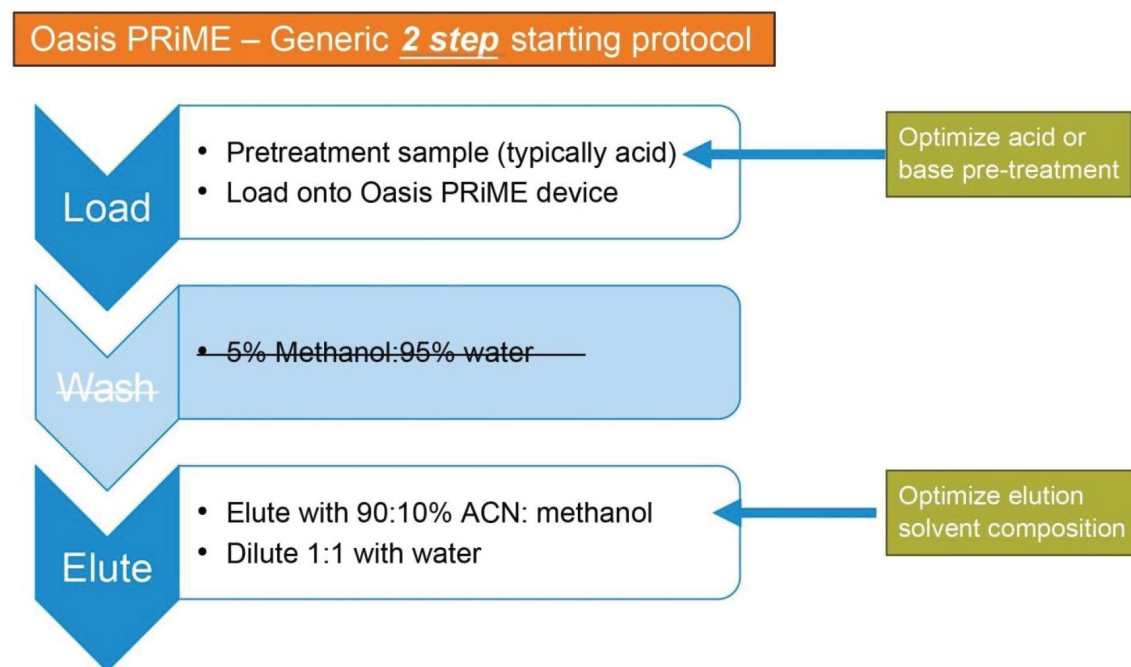 Oasis PRiME – Generic 2 step starting protocol
Load
• Pretreatment sample (typically acid)
• Load onto Oasis PRiME device
Optimize acid or
base pre-treatment
Wash
• 5% Methanol:95% water
Elute
• Elute with 90:10% ACN: methanol
• Dilute 1:1 with water
Optimize elution
solvent composition